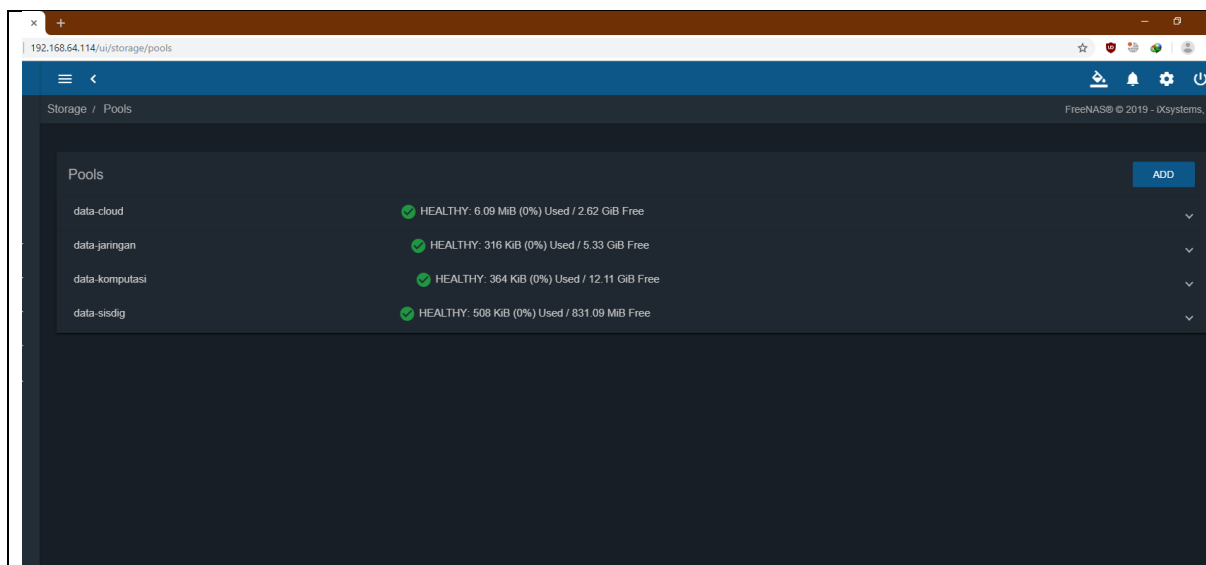 192.168.64.114/ui/storage/pools
Storage / Pools
FreeNAS® © 2019 - iXsystems,
Pools
ADD
data-cloud HEALTHY: 6.09 MiB (0%) Used / 2.62 GiB Free
data-jaringan HEALTHY: 316 KiB (0%) Used / 5.33 GiB Free
data-komputasi HEALTHY: 364 KiB (0%) Used / 12.11 GiB Free
data-sisdig HEALTHY: 508 KiB (0%) Used / 831.09 MiB Free